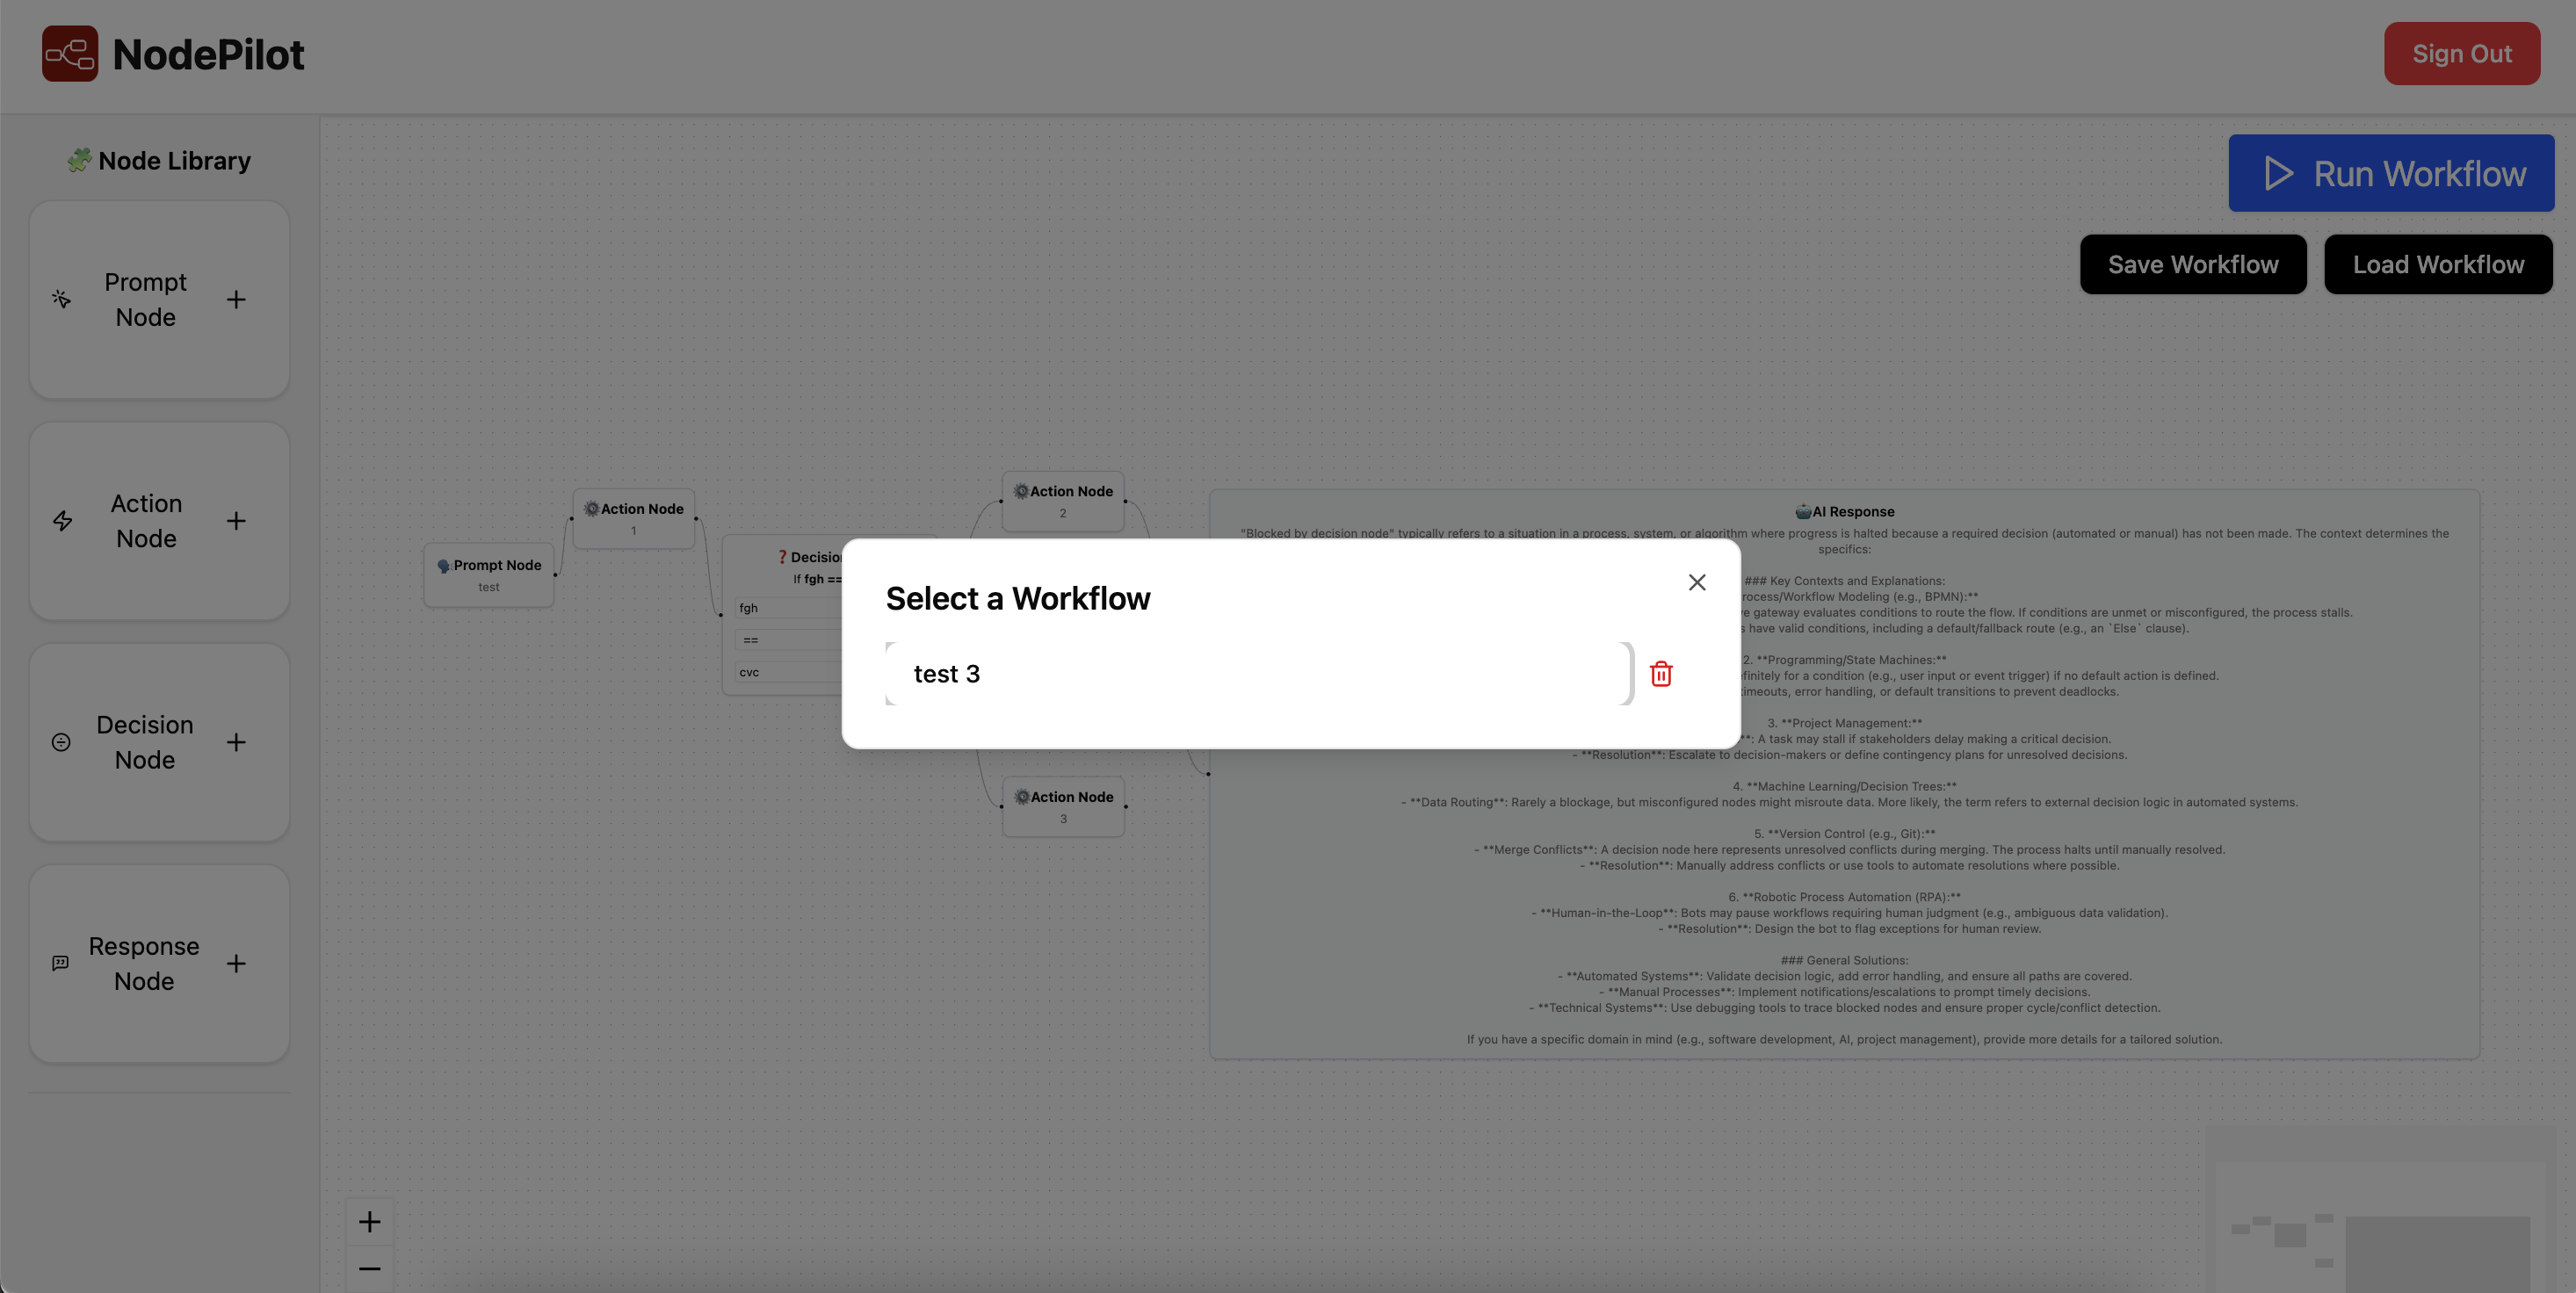 NodePilot
Sign Out
Node Library
Prompt
Node
Action
Node
Decision
Node
Response
Node
Run Workflow
Save Workflow
Load Workflow
Prompt Node
test
Action Node
1
Decision
If fgh ==
fgh
==
cvc
Action Node
2
Action Node
3
Select a Workflow
test 3
AI Response
"Blocked by decision node" typically refers to a situation in a process, system, or algorithm where progress is halted because a required decision (automated or manual) has not been made. The context determines the
specifics:
### Key Contexts and Explanations:
rocess/Workflow Modeling (e.g., BPMN):**
gateway evaluates conditions to route the flow. If conditions are unmet or misconfigured, the process stalls.
have valid conditions, including a default/fallback route (e.g., an `Else` clause).
2. **Programming/State Machines:**
for a condition (e.g., user input or event trigger) if no default action is defined.
timeouts, error handling, or default transitions to prevent deadlocks.
3. **Project Management:**
**: A task may stall if stakeholders delay making a critical decision.
- **Resolution**: Escalate to decision-makers or define contingency plans for unresolved decisions.
4. **Machine Learning/Decision Trees:**
- **Data Routing**: Rarely a blockage, but misconfigured nodes might misroute data. More likely, the term refers to external decision logic in automated systems.
5. **Version Control (e.g., Git):**
- **Merge Conflicts**: A decision node here represents unresolved conflicts during merging. The process halts until manually resolved.
- **Resolution**: Manually address conflicts or use tools to automate resolutions where possible.
6. **Robotic Process Automation (RPA):**
- **Human-in-the-Loop**: Bots may pause workflows requiring human judgment (e.g., ambiguous data validation).
- **Resolution**: Design the bot to flag exceptions for human review.
### General Solutions:
- **Automated Systems**: Validate decision logic, add error handling, and ensure all paths are covered.
- **Manual Processes**: Implement notifications/escalations to prompt timely decisions.
- **Technical Systems**: Use debugging tools to trace blocked nodes and ensure proper cycle/conflict detection.
If you have a specific domain in mind (e.g., software development, AI, project management), provide more details for a tailored solution.